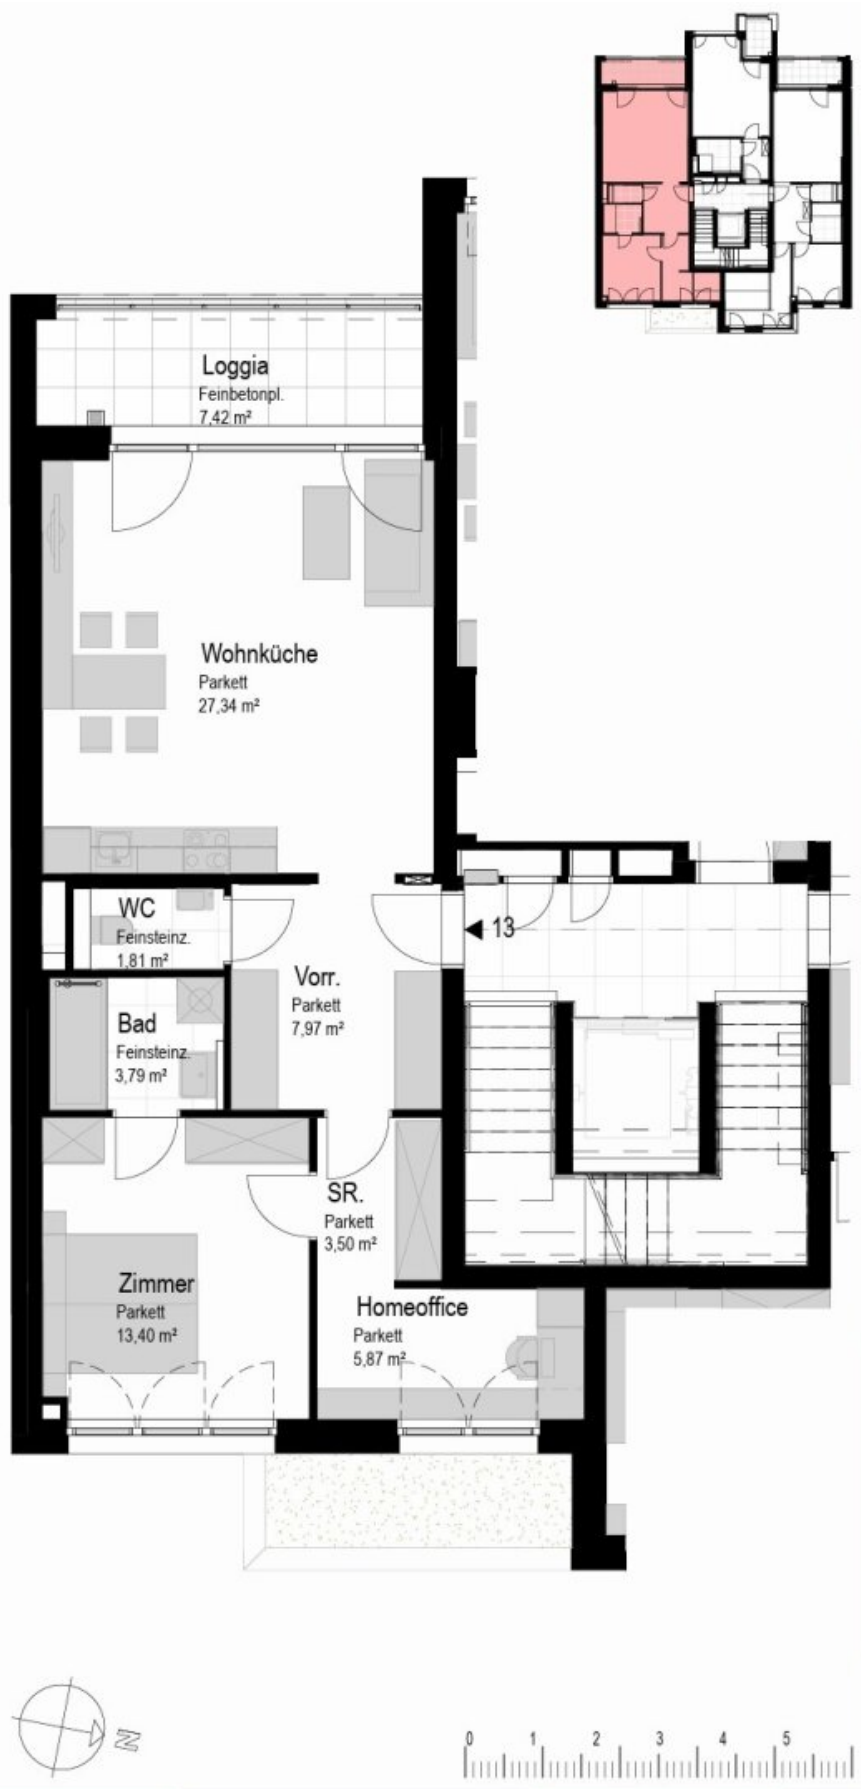 Loggia
Feinbetonpl.
7,42 m²
Wohnküche
Parkett
27,34 m²
WC
Feinsteinz.
1,81 m²
13
Vorr.
Parkett
7,97 m²
Bad
Feinsteinz.
3,79 m²
SR.
Parkett
3,50 m²
Zimmer
Parkett
13,40 m²
Homeoffice
Parkett
5,87 m²
N
0 1 2 3 4 5